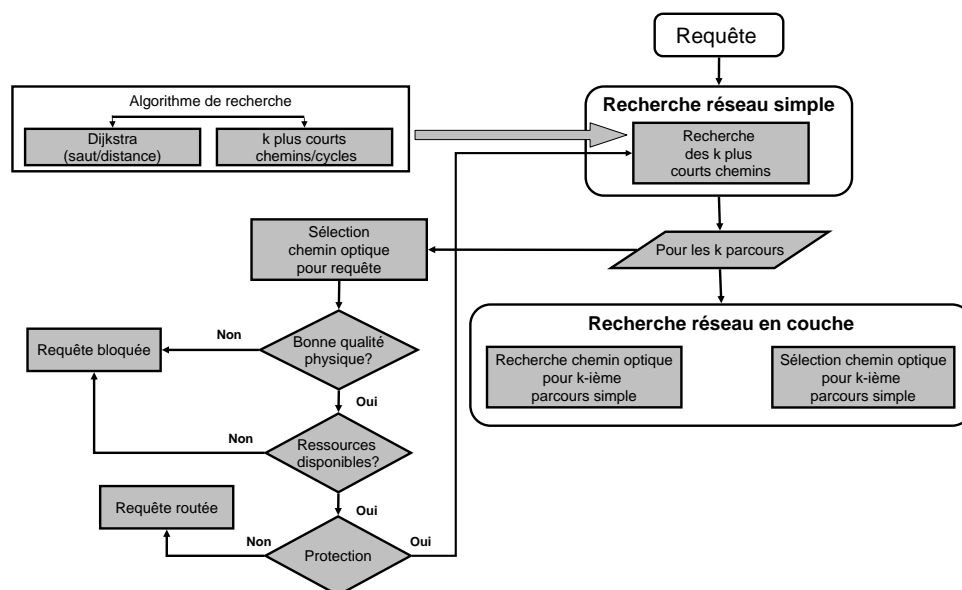 Requête
Algorithme de recherche
Dijkstra
(saut/distance)
k plus courts
chemins/cycles
Recherche réseau simple
Recherche
des k plus
courts chemins
Sélection
chemin optique
pour requête
Pour les k parcours
Recherche réseau en couche
Recherche chemin optique
pour k-ième
parcours simple
Sélection chemin optique
pour k-ième
parcours simple
Non
Bonne qualité
physique?
Requête bloquée
Oui
Non
Ressources
disponibles?
Oui
Requête routée
Non
Protection
Oui